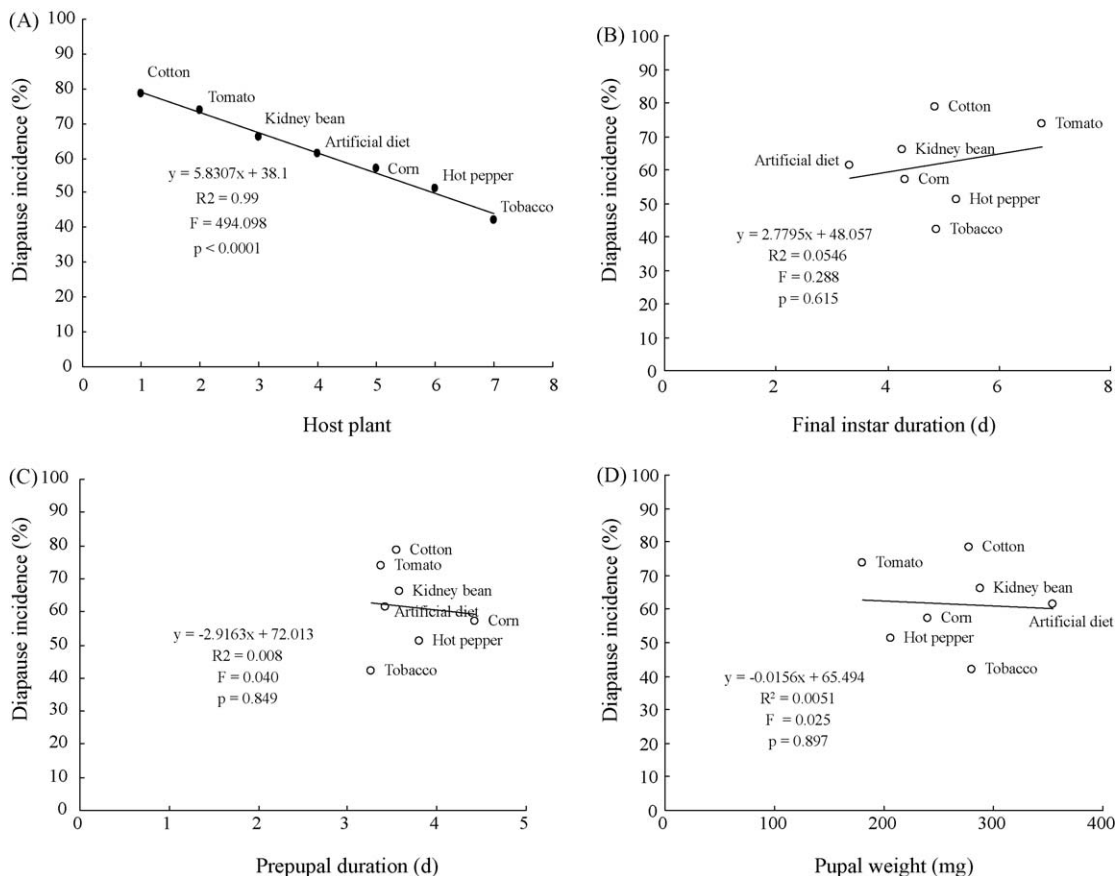 (A)
100
90
80
70
60
50
40
30
20
10
0
Diapause incidence (%)
Cotton
Tomato
Kidney bean
Artificial diet
Corn
Hot pepper
Tobacco
y = 5.8307x + 38.1
R2 = 0.99
F = 494.098
p < 0.0001
0 1 2 3 4 5 6 7 8
Host plant
(B)
100
90
80
70
60
50
40
30
20
10
0
Diapause incidence (%)
Cotton
Tomato
Kidney bean
Artificial diet
Corn
Hot pepper
Tobacco
y = 2.7795x + 48.057
R2 = 0.0546
F = 0.288
p = 0.615
0 2 4 6 8
Final instar duration (d)
(C)
100
90
80
70
60
50
40
30
20
10
0
Diapause incidence (%)
Cotton
Tomato
Kidney bean
Artificial diet
Corn
Hot pepper
Tobacco
y = -2.9163x + 72.013
R2 = 0.008
F = 0.040
p = 0.849
0 1 2 3 4 5
Prepupal duration (d)
(D)
100
90
80
70
60
50
40
30
20
10
0
Diapause incidence (%)
Cotton
Tomato
Kidney bean
Artificial diet
Corn
Hot pepper
Tobacco
y = -0.0156x + 65.494
R² = 0.0051
F = 0.025
p = 0.897
0 100 200 300 400
Pupal weight (mg)